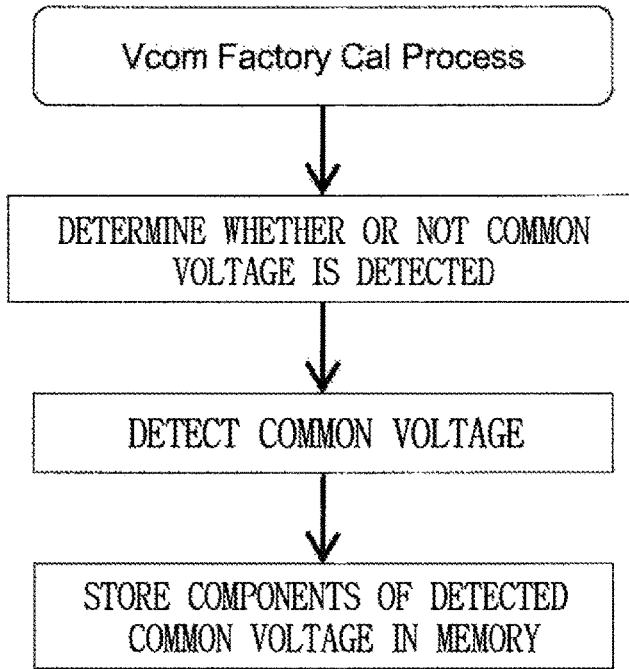 Vcom Factory Cal Process
DETERMINE WHETHER OR NOT COMMON
VOLTAGE IS DETECTED
DETECT COMMON VOLTAGE
STORE COMPONENTS OF DETECTED
COMMON VOLTAGE IN MEMORY